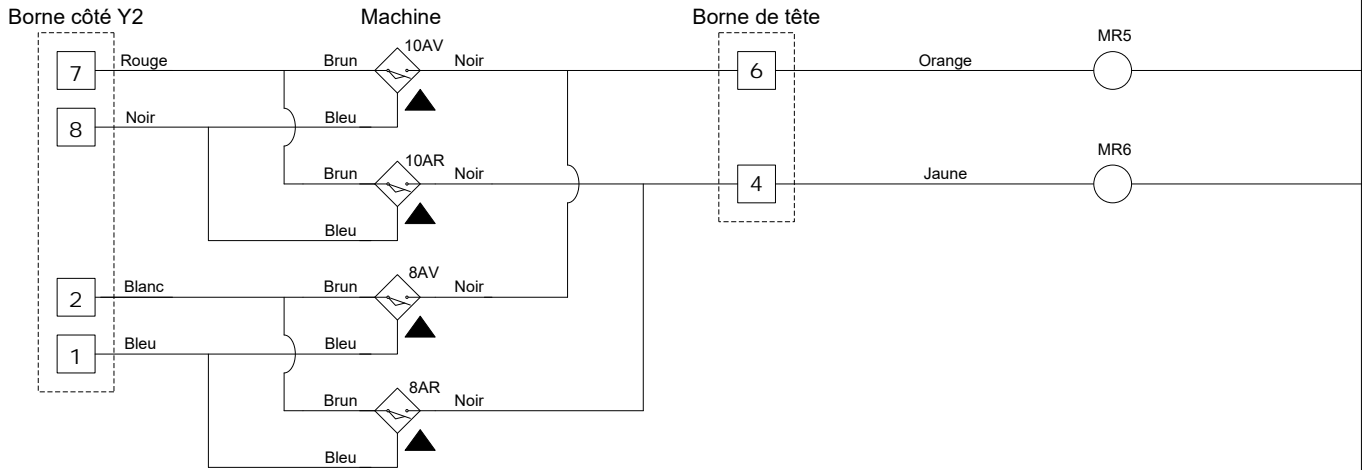 Borne côté Y2 Machine Borne de tête
10AV MR5
7 Rouge Brun Noir 6 Orange
8 Noir Bleu
10AR MR6
Brun Noir 4 Jaune
Bleu
8AV
2 Blanc Brun Noir
1 Bleu Bleu
8AR
Brun Noir
Bleu